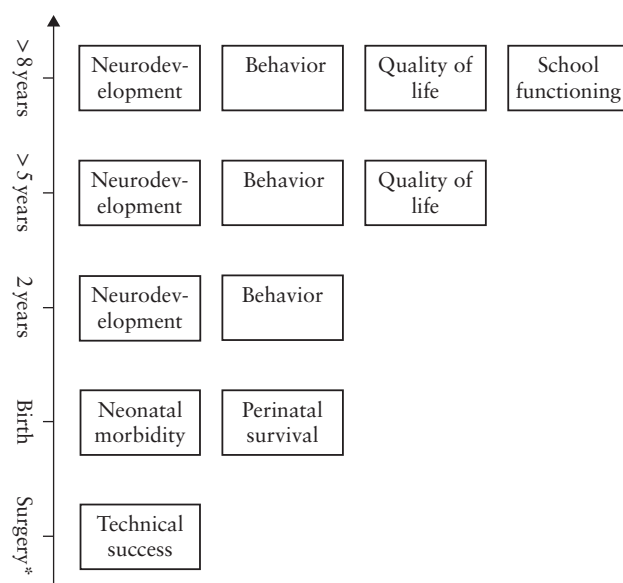 > 8 years
Neurodev-
elopment
Behavior
Quality of
life
School
functioning
> 5 years
Neurodev-
elopment
Behavior
Quality of
life
2 years
Neurodev-
elopment
Behavior
Birth
Neonatal
morbidity
Perinatal
survival
Surgery*
Technical
success